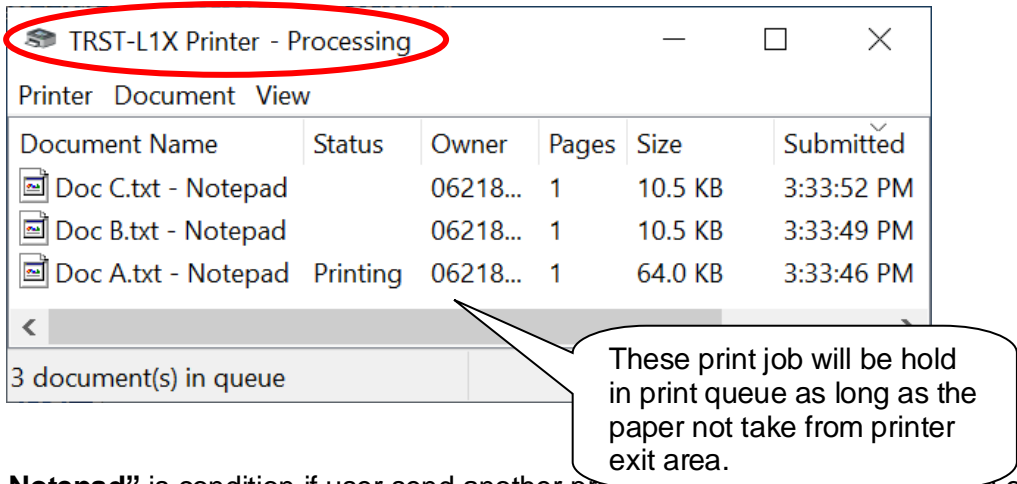 TRST-L1X Printer - Processing
Printer Document View
Document Name Status Owner Pages Size Submitted
Doc C.txt - Notepad 06218... 1 10.5 KB 3:33:52 PM
Doc B.txt - Notepad 06218... 1 10.5 KB 3:33:49 PM
Doc A.txt - Notepad Printing 06218... 1 64.0 KB 3:33:46 PM
3 document(s) in queue
These print job will be hold
in print queue as long as the
paper not take from printer
exit area.
Notepad” is condition if user send another